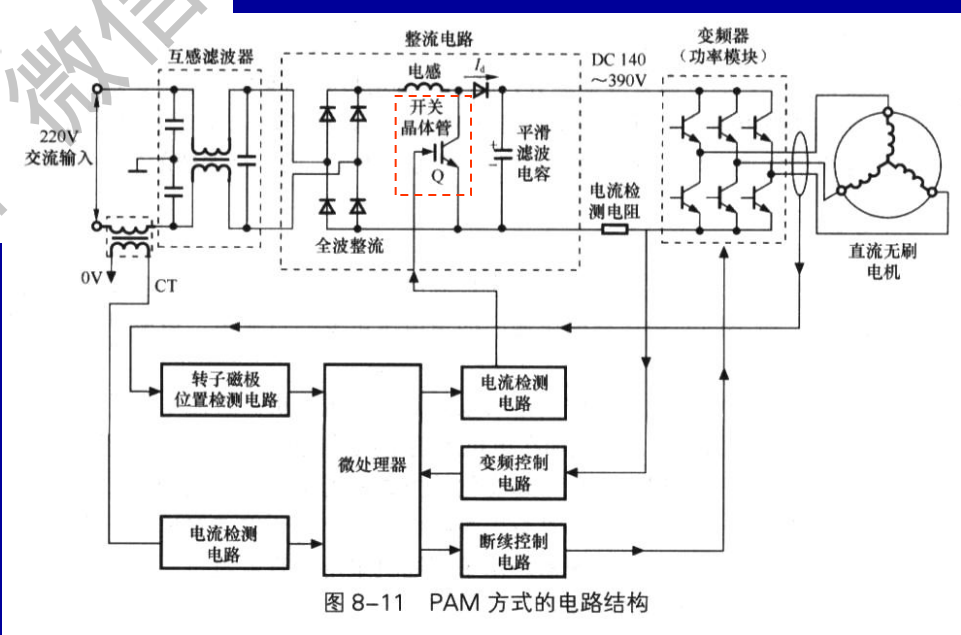 微信
整流电路
变频器
(功率模块)
互感滤波器
电感
Id
DC 140
～390V
开关
晶体管
220V
交流输入
平滑
滤波
电容
+
−
Q
电流检
测电阻
全波整流
直流无刷
电机
0V
CT
转子磁极
位置检测电路
电流检测
电路
微处理器
变频控制
电路
电流检测
电路
断续控制
电路
图 8-11 PAM 方式的电路结构